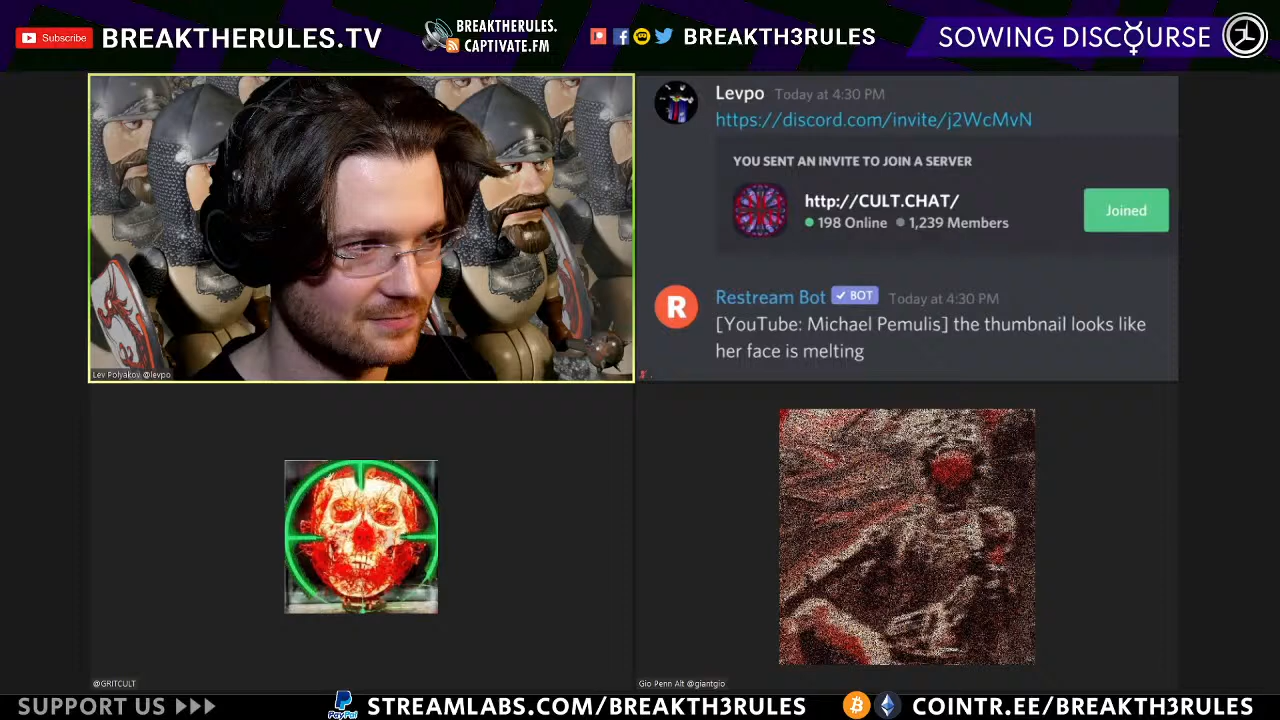 Subscribe BREAKTHERULES.TV
BREAKTHERULES.
CAPTIVATE.FM
BREAKTH3RULES
SOWING DISCOURSE
Levpo Today at 4:30 PM
https://discord.com/invite/j2WcMvN
YOU SENT AN INVITE TO JOIN A SERVER
http://CULT.CHAT/
198 Online 1,239 Members
Joined
R
Restream Bot ✓ BOT Today at 4:30 PM
[YouTube: Michael Pemulis] the thumbnail looks like
her face is melting
Lev Polyakov @levpo
@GRITCULT
Gio Penn Alt @giantgio
SUPPORT US >>>
PayPal
STREAMLABS.COM/BREAKTH3RULES
COINTR.EE/BREAKTH3RULES